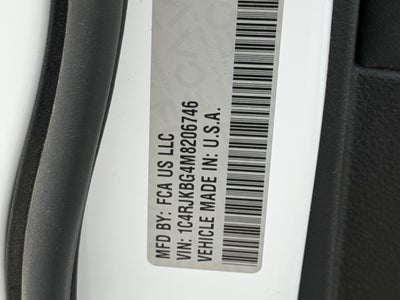 MFD BY: FCA US LLC
VIN: 1C4RJKBG4M8206746
VEHICLE MADE IN: U.S.A.